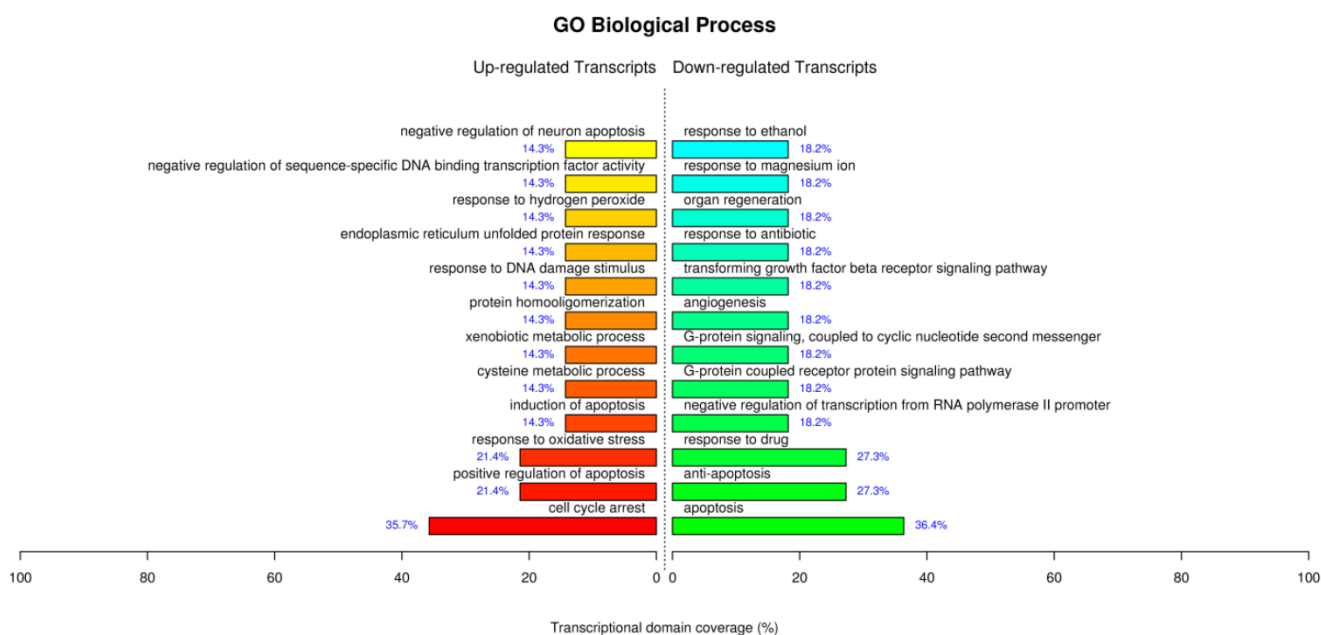 GO Biological Process
Up-regulated Transcripts Down-regulated Transcripts
negative regulation of neuron apoptosis response to ethanol
14.3% 18.2%
negative regulation of sequence-specific DNA binding transcription factor activity response to magnesium ion
14.3% 18.2%
response to hydrogen peroxide organ regeneration
14.3% 18.2%
endoplasmic reticulum unfolded protein response response to antibiotic
14.3% 18.2%
response to DNA damage stimulus transforming growth factor beta receptor signaling pathway
14.3% 18.2%
protein homooligomerization angiogenesis
14.3% 18.2%
xenobiotic metabolic process G-protein signaling, coupled to cyclic nucleotide second messenger
14.3% 18.2%
cysteine metabolic process G-protein coupled receptor protein signaling pathway
14.3% 18.2%
induction of apoptosis negative regulation of transcription from RNA polymerase II promoter
14.3% 18.2%
response to oxidative stress response to drug
21.4% 27.3%
positive regulation of apoptosis anti-apoptosis
21.4% 27.3%
cell cycle arrest apoptosis
35.7% 36.4%
100 80 60 40 20 0 0 20 40 60 80 100
Transcriptional domain coverage (%)